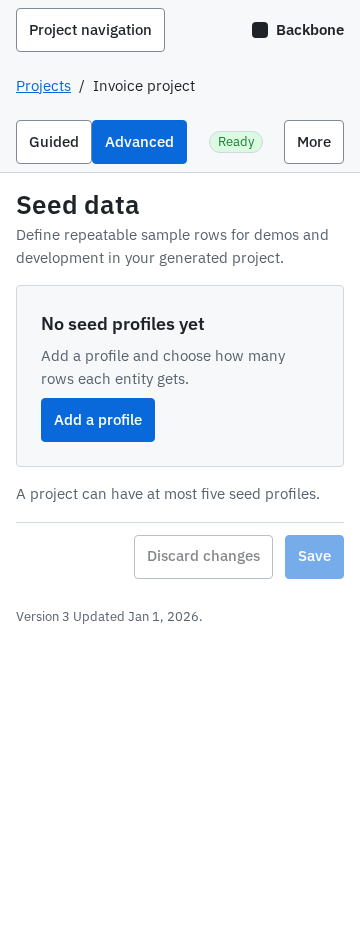 Project navigation
Backbone
Projects / Invoice project
Guided
Advanced
Ready
More
Seed data
Define repeatable sample rows for demos and
development in your generated project.
No seed profiles yet
Add a profile and choose how many
rows each entity gets.
Add a profile
A project can have at most five seed profiles.
Discard changes
Save
Version 3 Updated Jan 1, 2026.